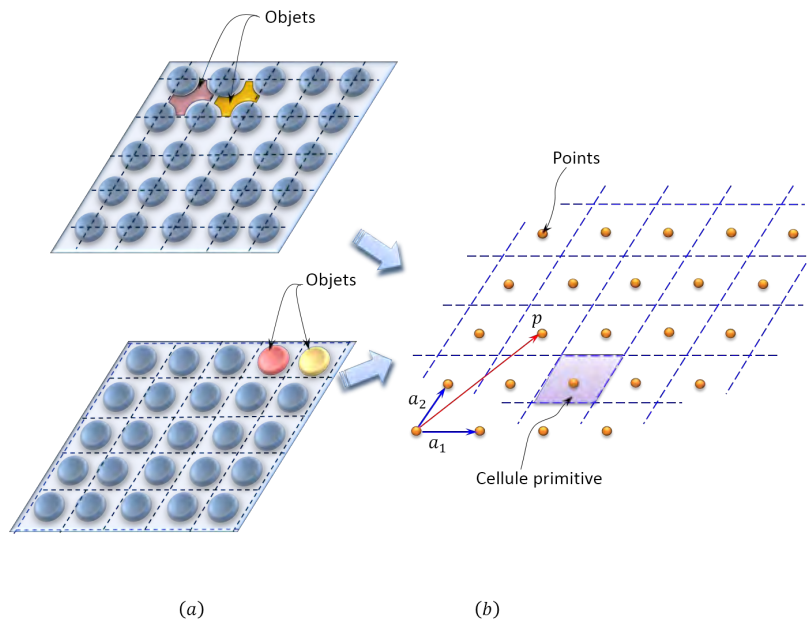 Objets
Points
Objets
p
a₂
a₁
Cellule primitive
(a)
(b)